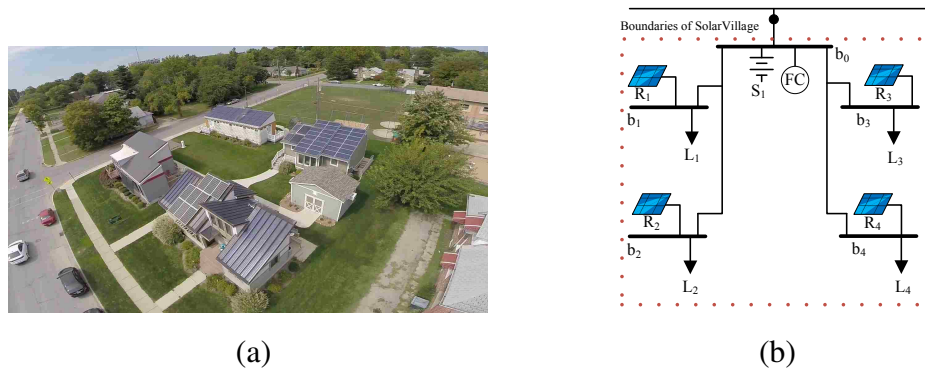 Boundaries of SolarVillage
b0
S1
FC
R1
b1
L1
R3
b3
L3
R2
b2
L2
R4
b4
L4
(a)
(b)